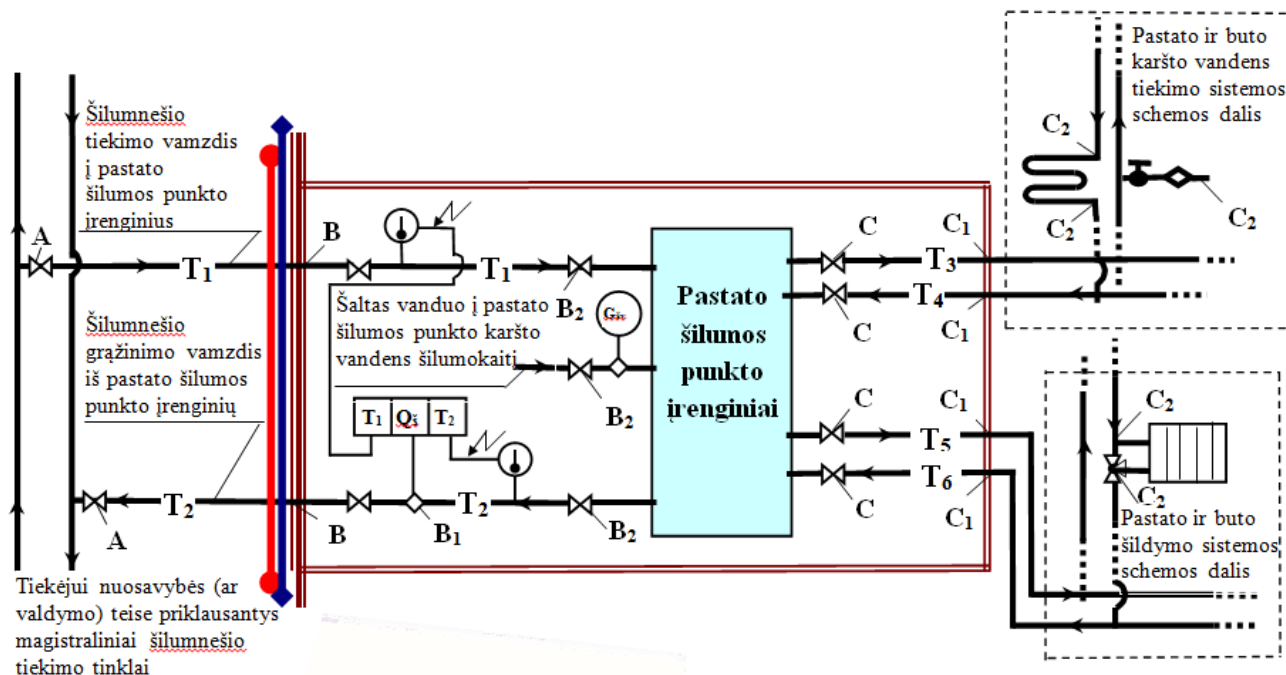 Šilumnešio
tiekimo vamzdis
į pastato
šilumos punkto
įrenginius
A
T1
B
T1
B2
Šaltas vanduo į pastato
šilumos punkto karšto
vandens šilumokaitį
B2
Šilumnešio
grąžinimo vamzdis
iš pastato šilumos
punkto įrenginių
T1 Qš T2
A
T2
B
B1
T2
B2
Tiekėjui nuosavybės (ar
valdymo) teise priklausantys
magistraliniai šilumnešio
tiekimo tinklai
Pastato
šilumos
punkto
įrenginiai
C
T3
C1
C
T4
C1
C
T5
C1
C
T6
C1
Pastato ir buto
karšto vandens
tiekimo sistemos
schemos dalis
C2
C2
C2
C2
C2
Pastato ir buto
šildymo sistemos
schemos dalis